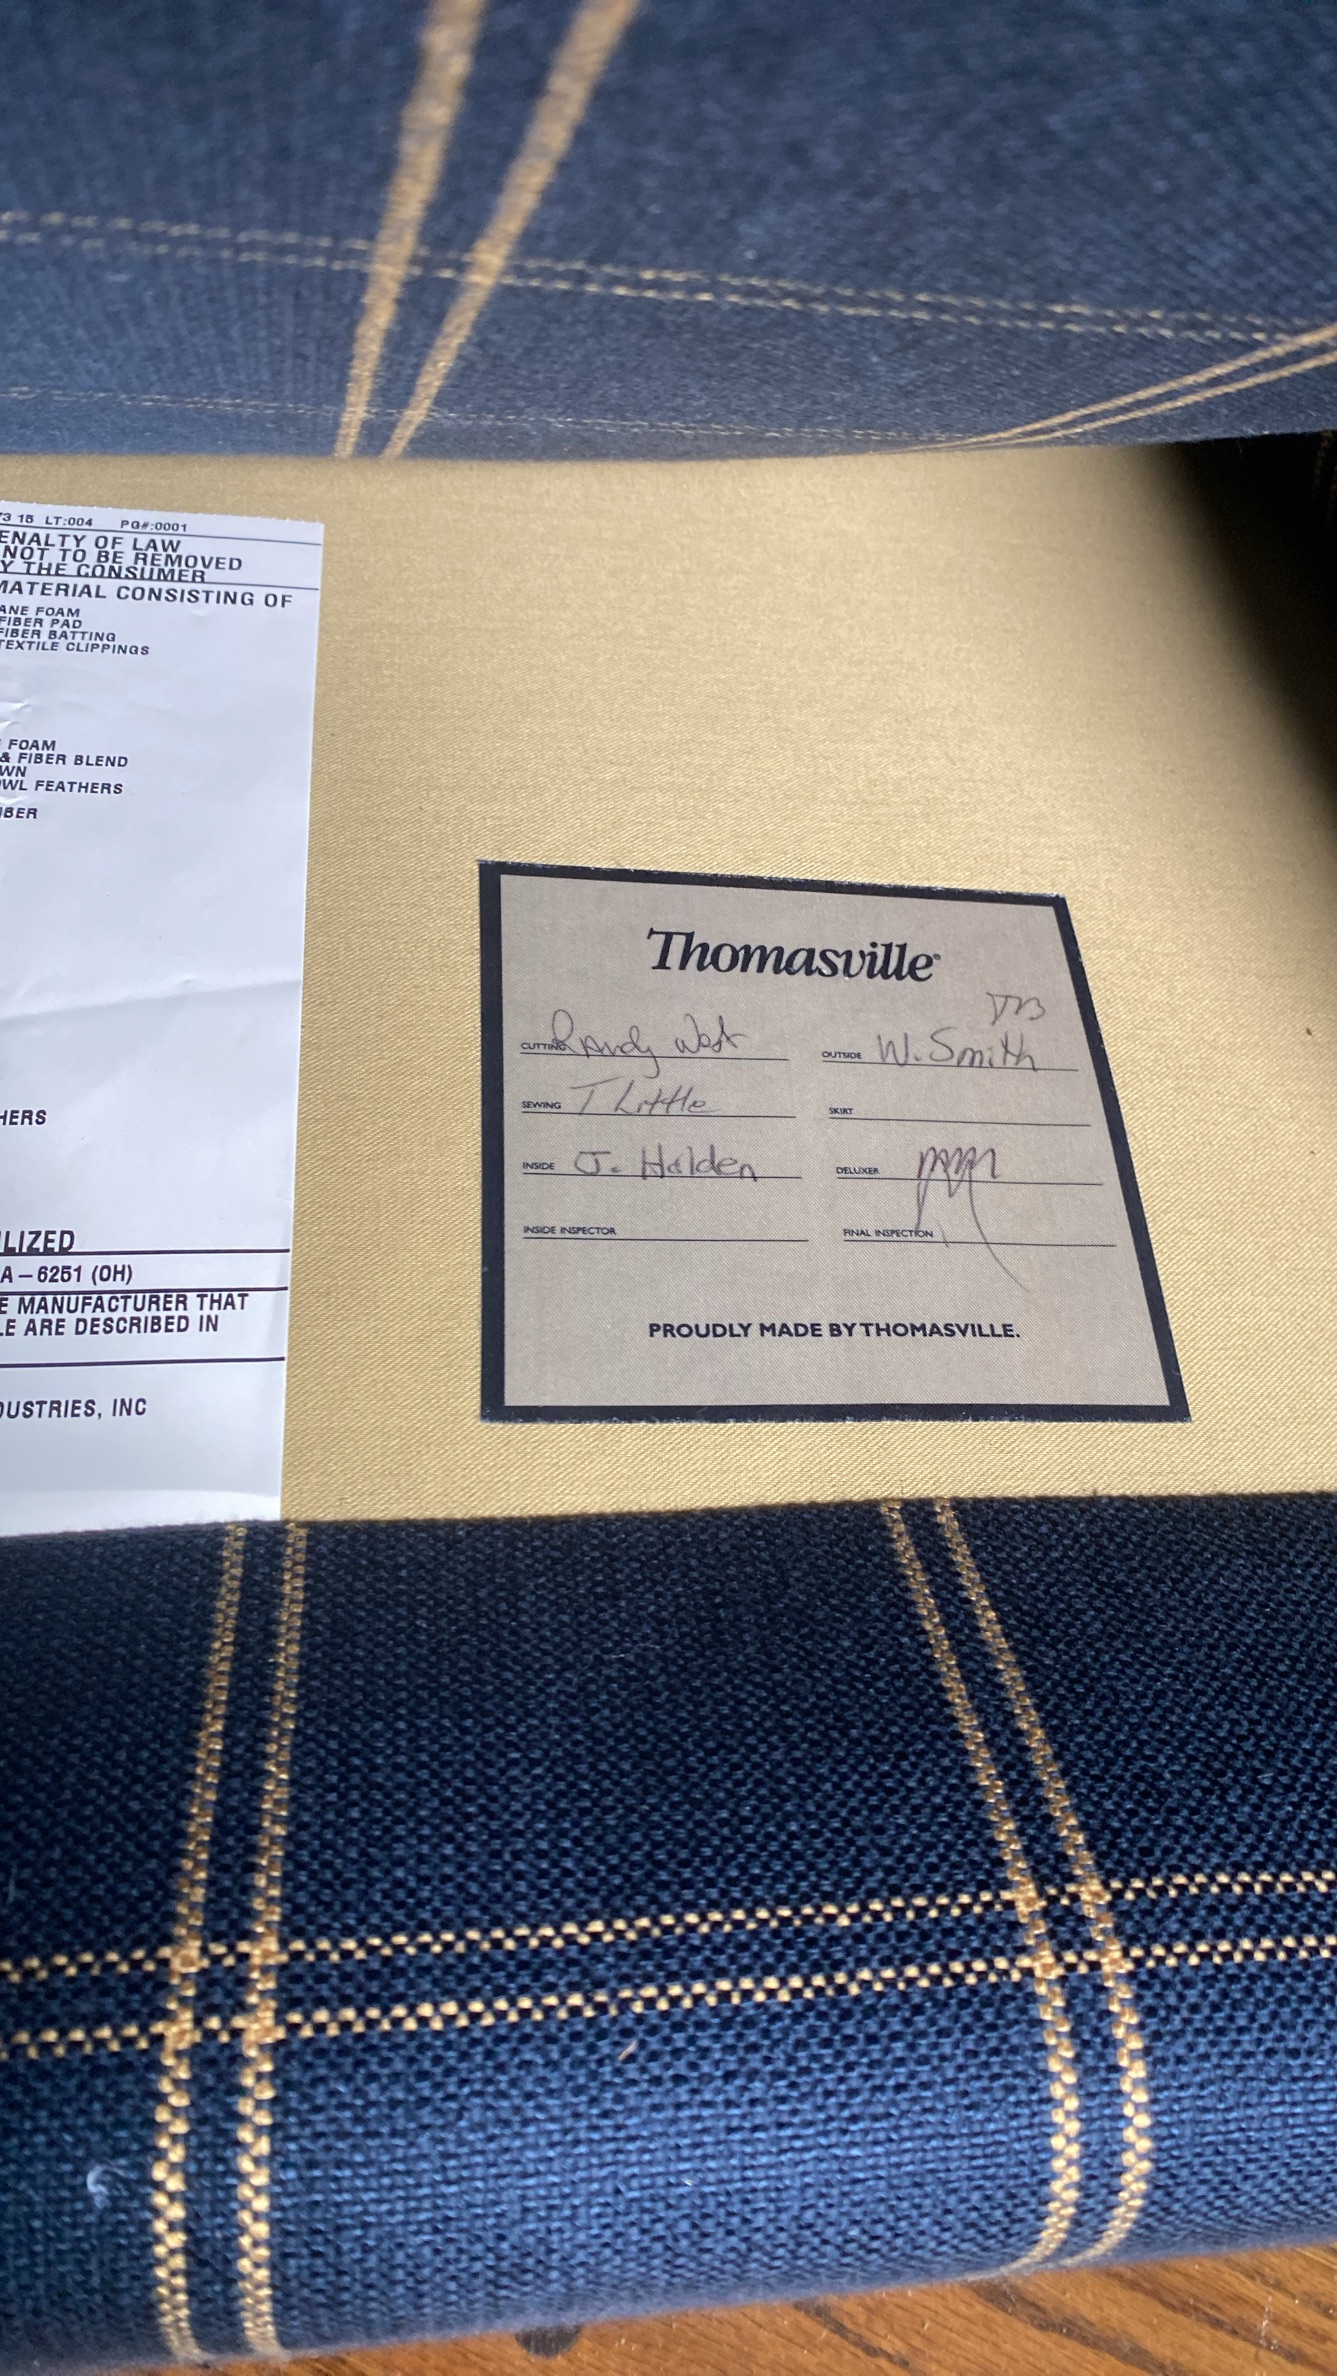 73 15 LT:004 PG#:0001
ENALTY OF LAW
NOT TO BE REMOVED
Y THE CONSUMER
MATERIAL CONSISTING OF
ANE FOAM
FIBER PAD
FIBER BATTING
TEXTILE CLIPPINGS
FOAM
& FIBER BLEND
WN
WL FEATHERS
IBER
HERS
LIZED
A-6251 (OH)
E MANUFACTURER THAT
LE ARE DESCRIBED IN
DUSTRIES, INC
Thomasville
CUTTING Randy West
OUTSIDE W. Smith
SEWING T Little
SKIRT
INSIDE J. Holden
DELUXER
INSIDE INSPECTOR
FINAL INSPECTION
PROUDLY MADE BY THOMASVILLE.